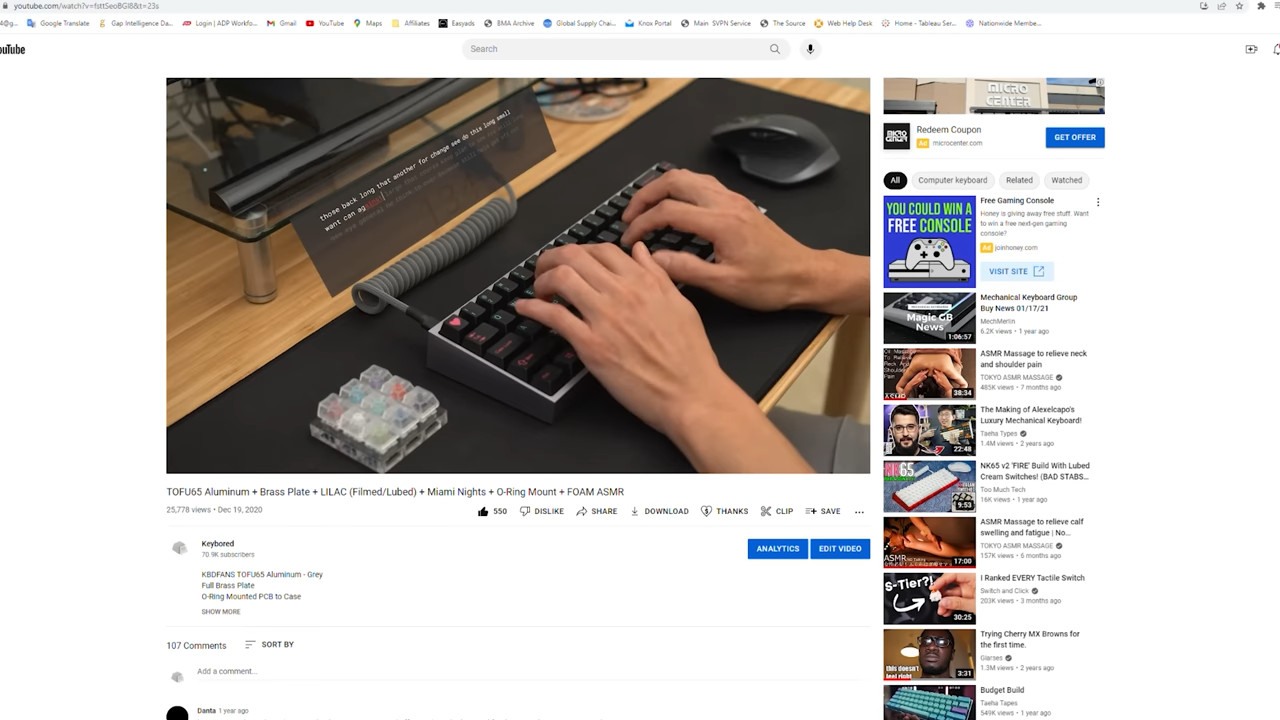 youtube.com/watch?v=fsttSeoBGI8&t=23s
Google Translate
Gap Intelligence Da...
Login | ADP Workfo...
Gmail
YouTube
Maps
Affiliates
Easyads
BMA Archive
Global Supply Chai...
Knox Portal
Main SVPN Service
The Source
Web Help Desk
Home - Tableau Ser...
Nationwide Membe...
ouTube
Search
those back long that another for change see do this long small
want can ag
MICRO
CENTER
Redeem Coupon
Ad microcenter.com
GET OFFER
All
Computer keyboard
Related
Watched
YOU COULD WIN A
FREE CONSOLE
Free Gaming Console
Honey is giving away free stuff. Want
to win a free next-gen gaming
console?
Ad joinhoney.com
VISIT SITE
Magic GB
News
1:06:57
Mechanical Keyboard Group
Buy News 01/17/21
MechMerlin
6.2K views • 1 year ago
38:34
ASMR Massage to relieve neck
and shoulder pain
TOKYO ASMR MASSAGE
485K views • 7 months ago
22:48
The Making of Alexelcapo's
Luxury Mechanical Keyboard!
Taeha Types
1.4M views • 2 years ago
NK65
9:53
NK65 v2 'FIRE' Build With Lubed
Cream Switches! (BAD STABS...
Too Much Tech
16K views • 1 year ago
ASMR
17:00
ASMR Massage to relieve calf
swelling and fatigue | No...
TOKYO ASMR MASSAGE
157K views • 6 months ago
S-Tier?!
30:25
I Ranked EVERY Tactile Switch
Switch and Click
203K views • 3 months ago
this doesn't
feel right
3:31
Trying Cherry MX Browns for
the first time.
Glarses
1.3M views • 2 years ago
Budget Build
Taeha Types
549K views • 1 year ago
TOFU65 Aluminum + Brass Plate + LILAC (Filmed/Lubed) + Miami Nights + O-Ring Mount + FOAM ASMR
25,778 views • Dec 19, 2020
550
DISLIKE
SHARE
DOWNLOAD
THANKS
CLIP
SAVE
Keybored
70.9K subscribers
ANALYTICS
EDIT VIDEO
KBDFANS TOFU65 Aluminum - Grey
Full Brass Plate
O-Ring Mounted PCB to Case
SHOW MORE
107 Comments
SORT BY
Add a comment...
Danta 1 year ago